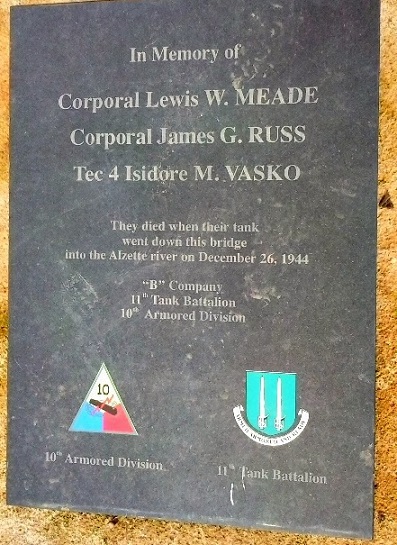 In Memory of
Corporal Lewis W. MEADE
Corporal James G. RUSS
Tec 4 Isidore M. VASKO
They died when their tank
went down this bridge
into the Alzette river on December 26, 1944
“B” Company
11th Tank Battalion
10th Armored Division
10
10th Armored Division
11th Tank Battalion